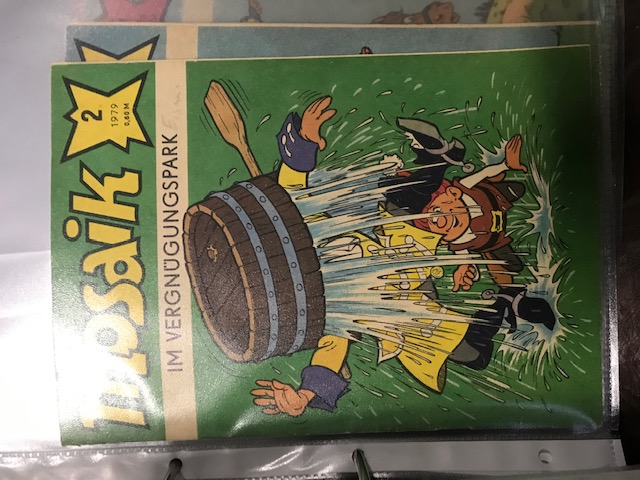 mosaik
2
1979
0,60 M
IM VERGNÜGUNGSPARK